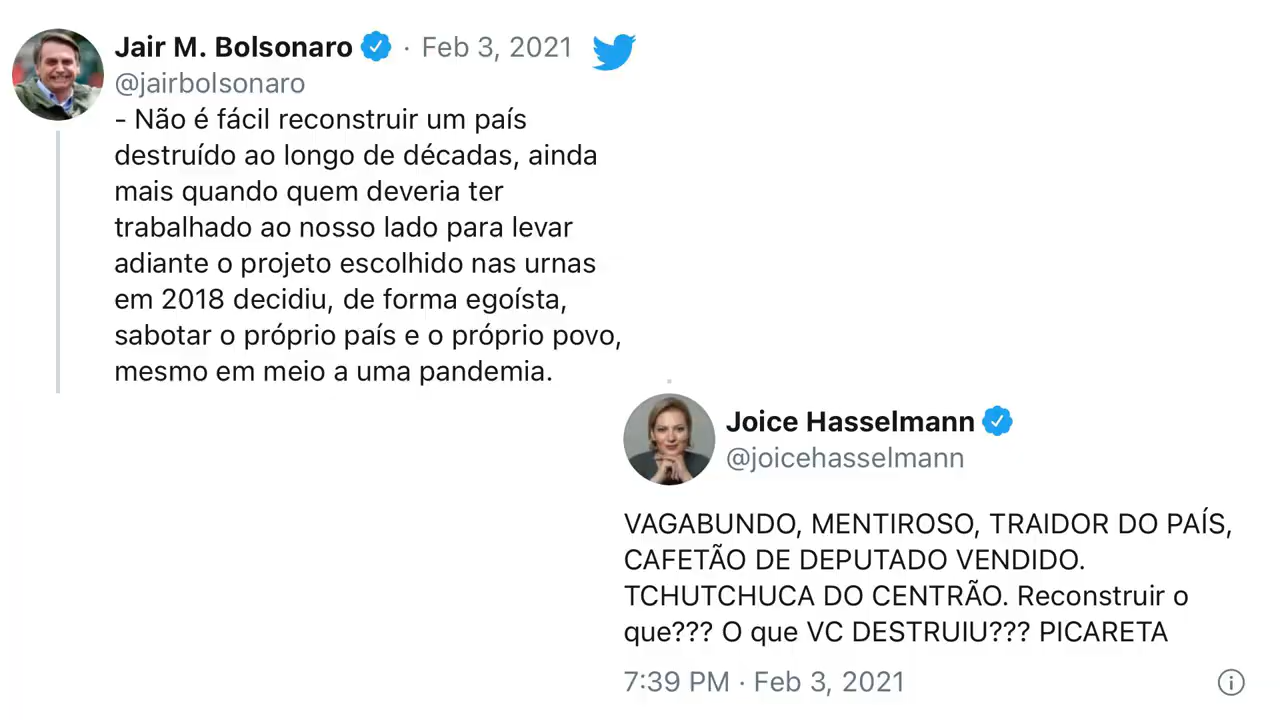 Jair M. Bolsonaro · Feb 3, 2021
@jairbolsonaro
- Não é fácil reconstruir um país
destruído ao longo de décadas, ainda
mais quando quem deveria ter
trabalhado ao nosso lado para levar
adiante o projeto escolhido nas urnas
em 2018 decidiu, de forma egoísta,
sabotar o próprio país e o próprio povo,
mesmo em meio a uma pandemia.
Joice Hasselmann
@joicehasselmann
VAGABUNDO, MENTIROSO, TRAIDOR DO PAÍS,
CAFETÃO DE DEPUTADO VENDIDO.
TCHUTCHUCA DO CENTRÃO. Reconstruir o
que??? O que VC DESTRUIU??? PICARETA
7:39 PM · Feb 3, 2021